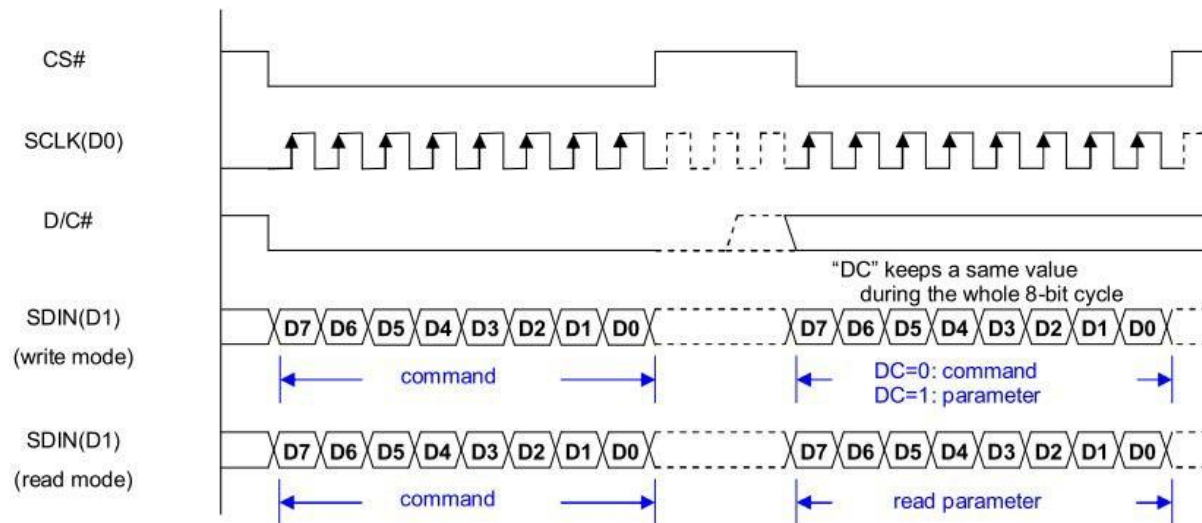 CS#
SCLK(D0)
D/C#
“DC” keeps a same value
during the whole 8-bit cycle
SDIN(D1)
(write mode)
D7 D6 D5 D4 D3 D2 D1 D0 D7 D6 D5 D4 D3 D2 D1 D0
command
DC=0: command
DC=1: parameter
SDIN(D1)
(read mode)
D7 D6 D5 D4 D3 D2 D1 D0 D7 D6 D5 D4 D3 D2 D1 D0
command read parameter